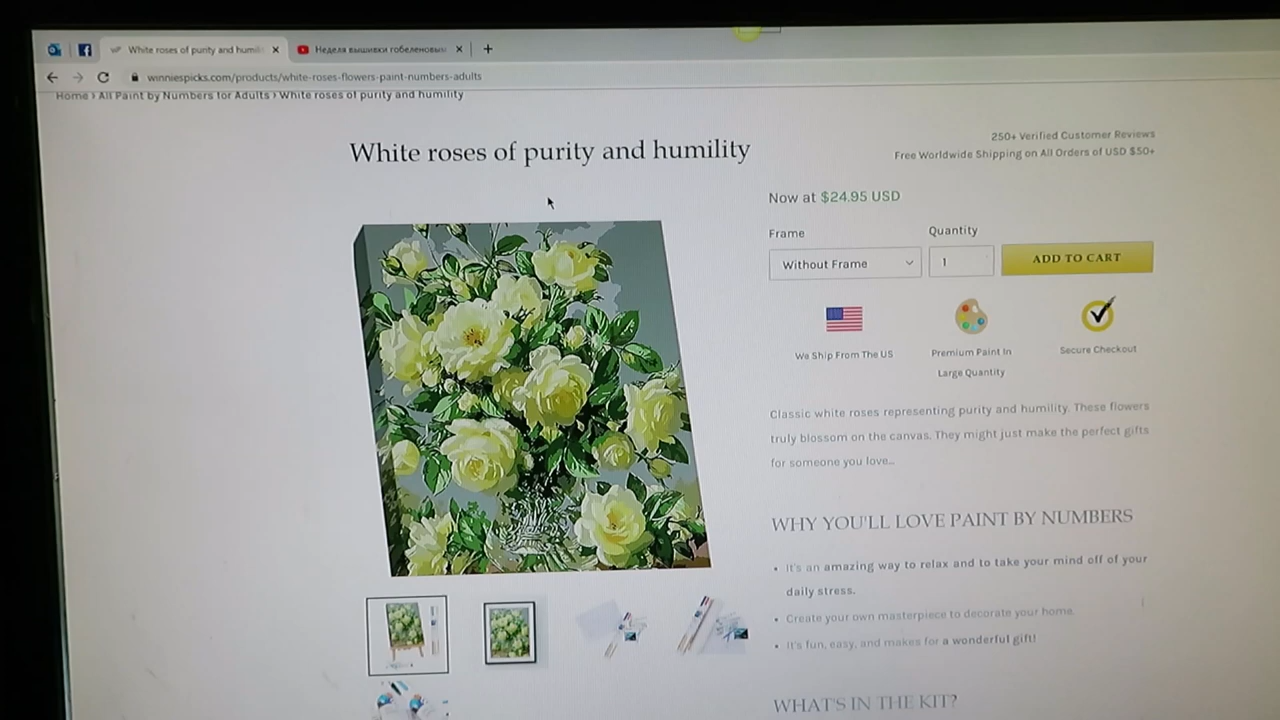 White roses of purity and humili
Неделя вышивки гобеленовым
winniespicks.com/products/white-roses-flowers-paint-numbers-adults
Home › All Paint by Numbers for Adults › White roses of purity and humility
White roses of purity and humility
250+ Verified Customer Reviews
Free Worldwide Shipping on All Orders of USD $50+
Now at $24.95 USD
Frame
Quantity
Without Frame
1
ADD TO CART
We Ship From The US
Premium Paint In
Large Quantity
Secure Checkout
Classic white roses representing purity and humility. These flowers
truly blossom on the canvas. They might just make the perfect gifts
for someone you love...
WHY YOU'LL LOVE PAINT BY NUMBERS
• It's an amazing way to relax and to take your mind off of your
daily stress.
• Create your own masterpiece to decorate your home.
• It's fun, easy, and makes for a wonderful gift!
WHAT'S IN THE KIT?